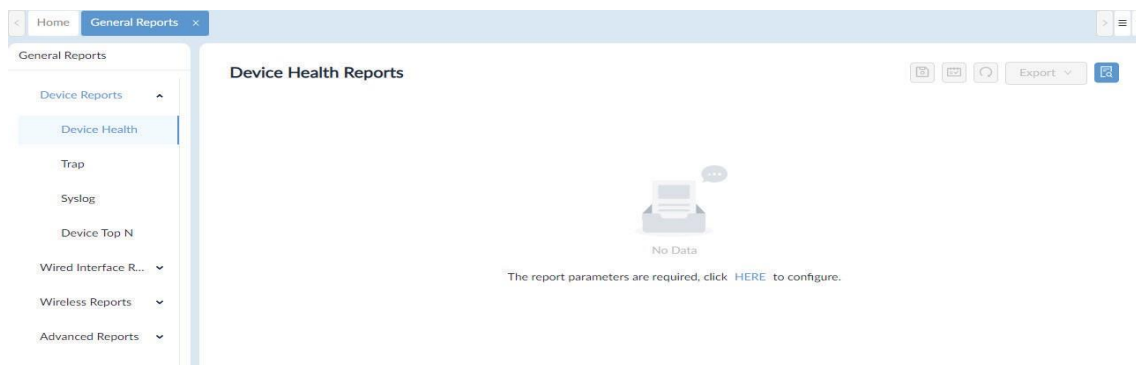 Home General Reports
General Reports
Device Health Reports
Export
Device Reports
Device Health
Trap
Syslog
Device Top N
Wired Interface R...
Wireless Reports
Advanced Reports
No Data
The report parameters are required, click HERE to configure.